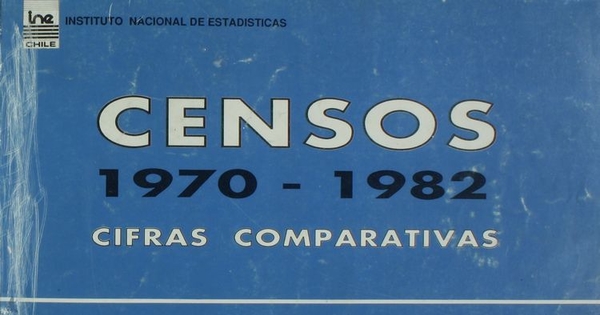 ine
CHILE
INSTITUTO NACIONAL DE ESTADISTICAS
CENSOS
1970 - 1982
CIFRAS COMPARATIVAS